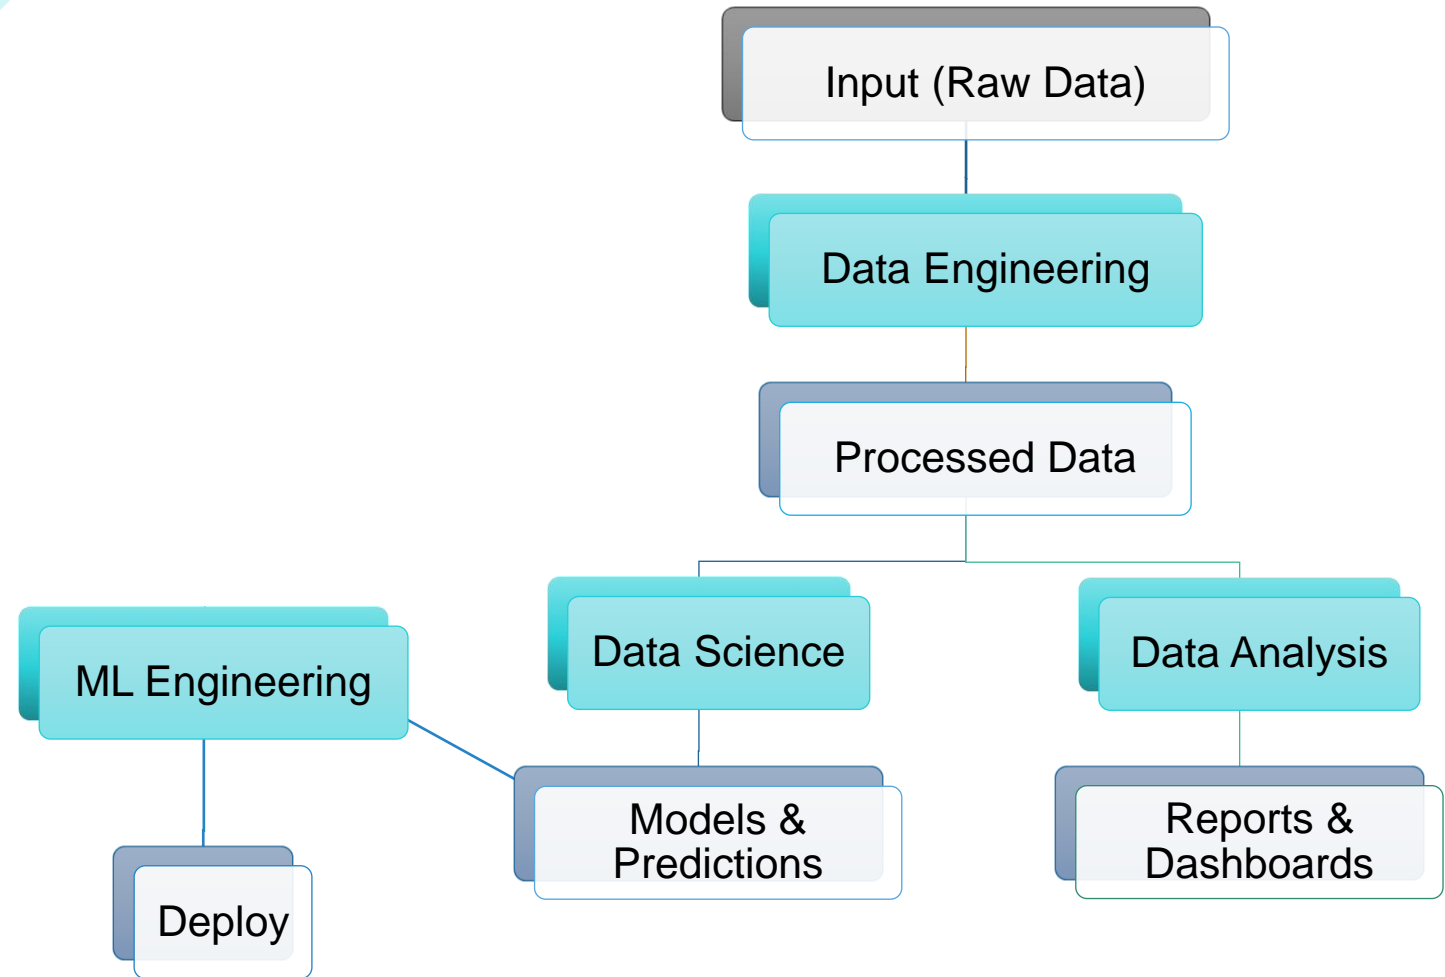 Input (Raw Data)
Data Engineering
Processed Data
Data Science
Data Analysis
ML Engineering
Models &
Predictions
Reports &
Dashboards
Deploy